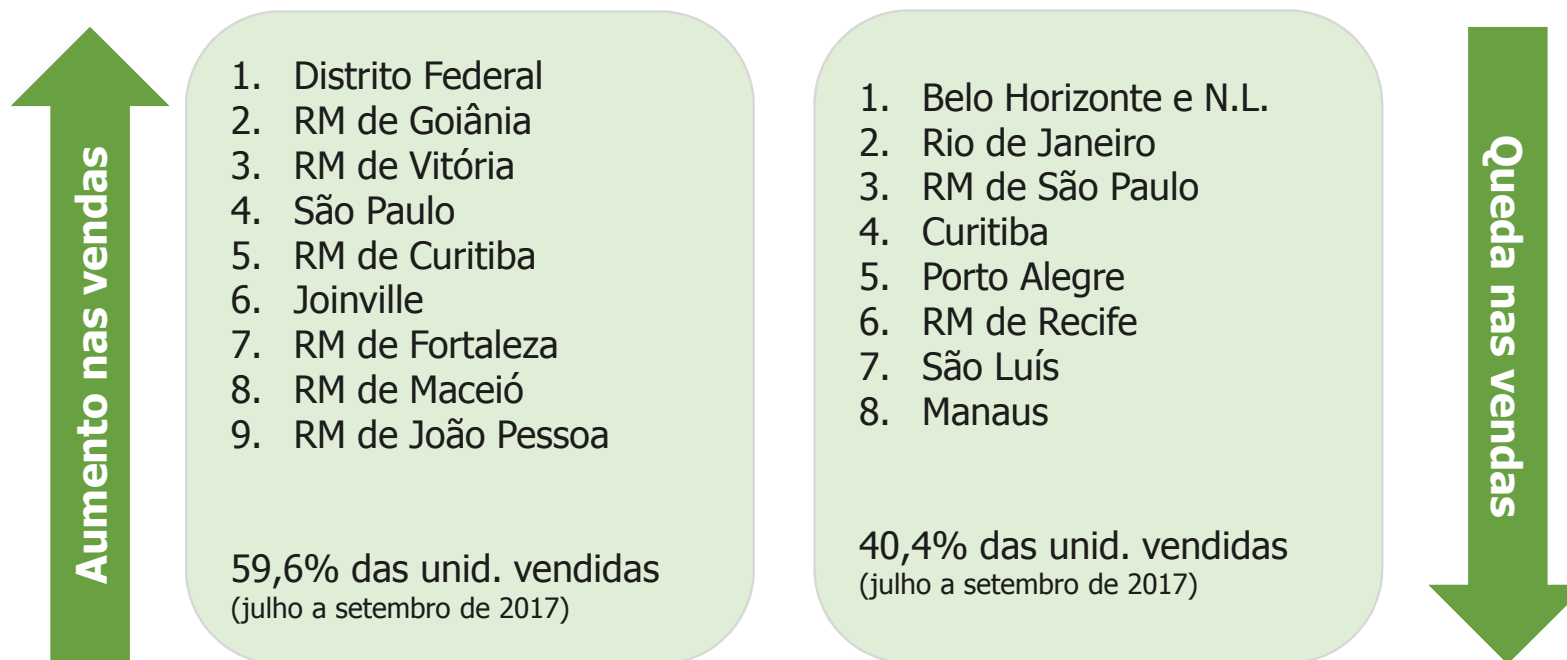 Aumento nas vendas
1. Distrito Federal
2. RM de Goiânia
3. RM de Vitória
4. São Paulo
5. RM de Curitiba
6. Joinville
7. RM de Fortaleza
8. RM de Maceió
9. RM de João Pessoa
59,6% das unid. vendidas
(julho a setembro de 2017)
1. Belo Horizonte e N.L.
2. Rio de Janeiro
3. RM de São Paulo
4. Curitiba
5. Porto Alegre
6. RM de Recife
7. São Luís
8. Manaus
40,4% das unid. vendidas
(julho a setembro de 2017)
Queda nas vendas